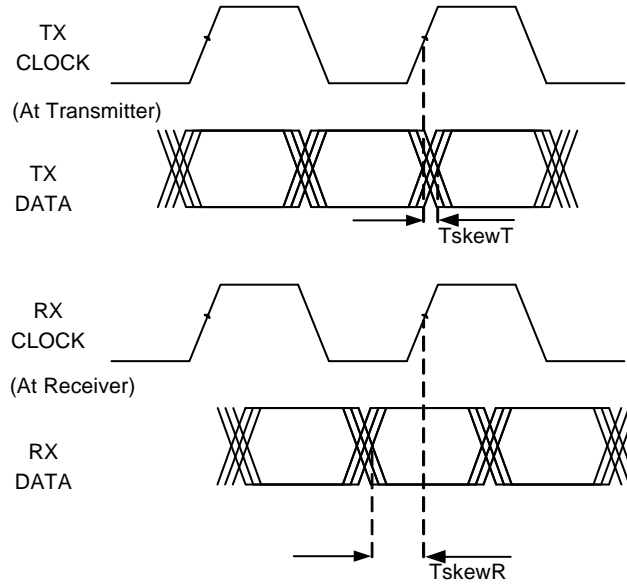 TX
CLOCK
(At Transmitter)
TX
DATA
TskewT
RX
CLOCK
(At Receiver)
RX
DATA
TskewR